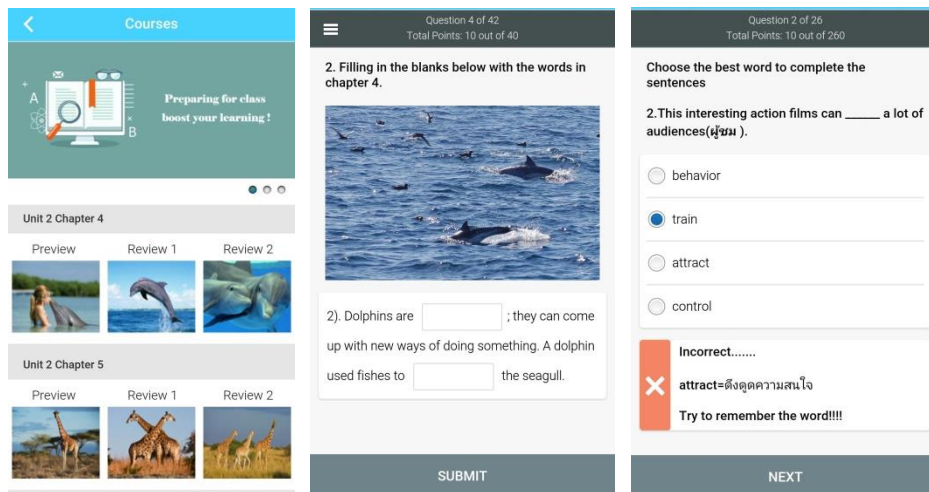 Courses
A
B
Preparing for class
boost your learning !
Unit 2 Chapter 4
Preview Review 1 Review 2
Unit 2 Chapter 5
Preview Review 1 Review 2
Question 4 of 42
Total Points: 10 out of 40
2. Filling in the blanks below with the words in
chapter 4.
2). Dolphins are ; they can come
up with new ways of doing something. A dolphin
used fishes to the seagull.
SUBMIT
Question 2 of 26
Total Points: 10 out of 260
Choose the best word to complete the
sentences
2.This interesting action films can ______ a lot of
audiences(ผู้ชม ).
behavior
train
attract
control
Incorrect.......
attract=ดึงดูดความสนใจ
Try to remember the word!!!!
NEXT